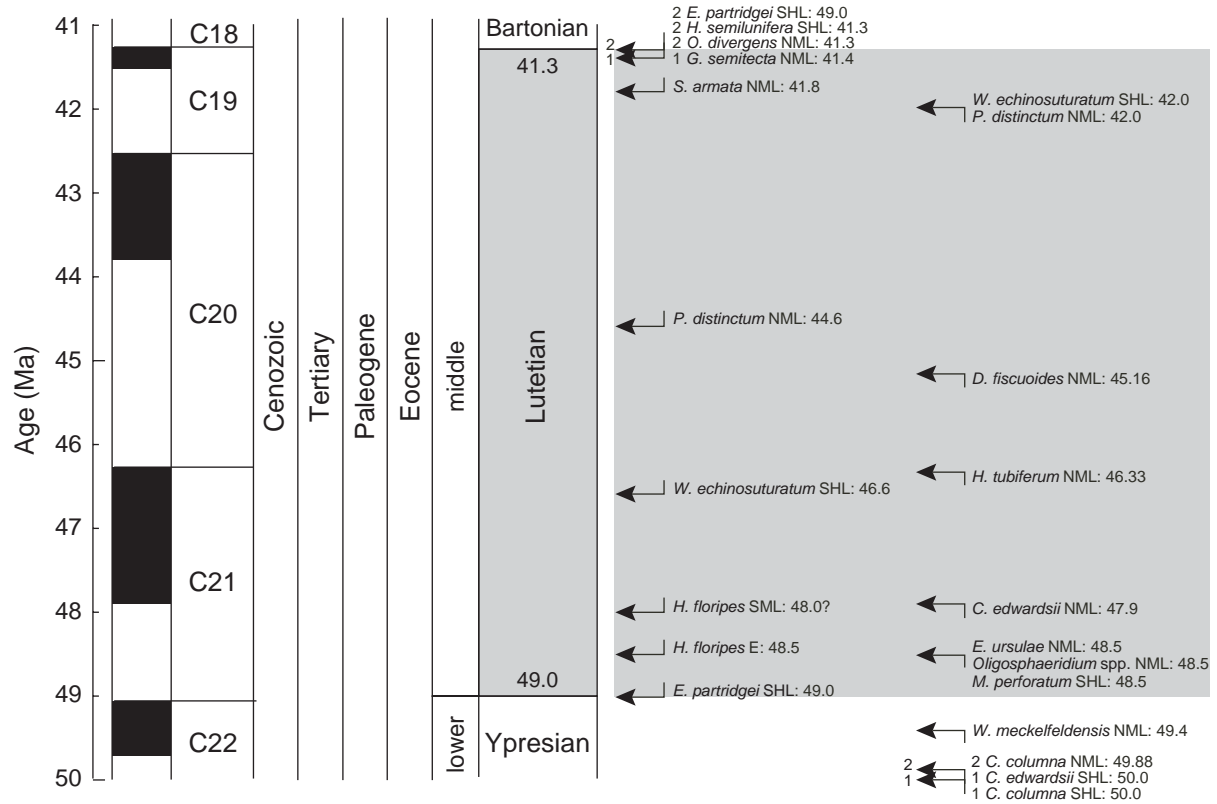 Age (Ma)
41
42
43
44
45
46
47
48
49
50
C18
C19
C20
C21
C22
Cenozoic
Tertiary
Paleogene
Eocene
middle
lower
Bartonian
41.3
Lutetian
49.0
Ypresian
2 E. partridgei SHL: 49.0
2 H. semilunifera SHL: 41.3
2 2 O. divergens NML: 41.3
1 1 G. semitecta NML: 41.4
S. armata NML: 41.8
P. distinctum NML: 44.6
W. echinosuturatum SHL: 46.6
H. floripes SML: 48.0?
H. floripes E: 48.5
E. partridgei SHL: 49.0
W. echinosuturatum SHL: 42.0
P. distinctum NML: 42.0
D. fiscuoides NML: 45.16
H. tubiferum NML: 46.33
C. edwardsii NML: 47.9
E. ursulae NML: 48.5
Oligosphaeridium spp. NML: 48.5
M. perforatum SHL: 48.5
W. meckelfeldensis NML: 49.4
2 2 C. columna NML: 49.88
1 1 C. edwardsii SHL: 50.0
1 C. columna SHL: 50.0